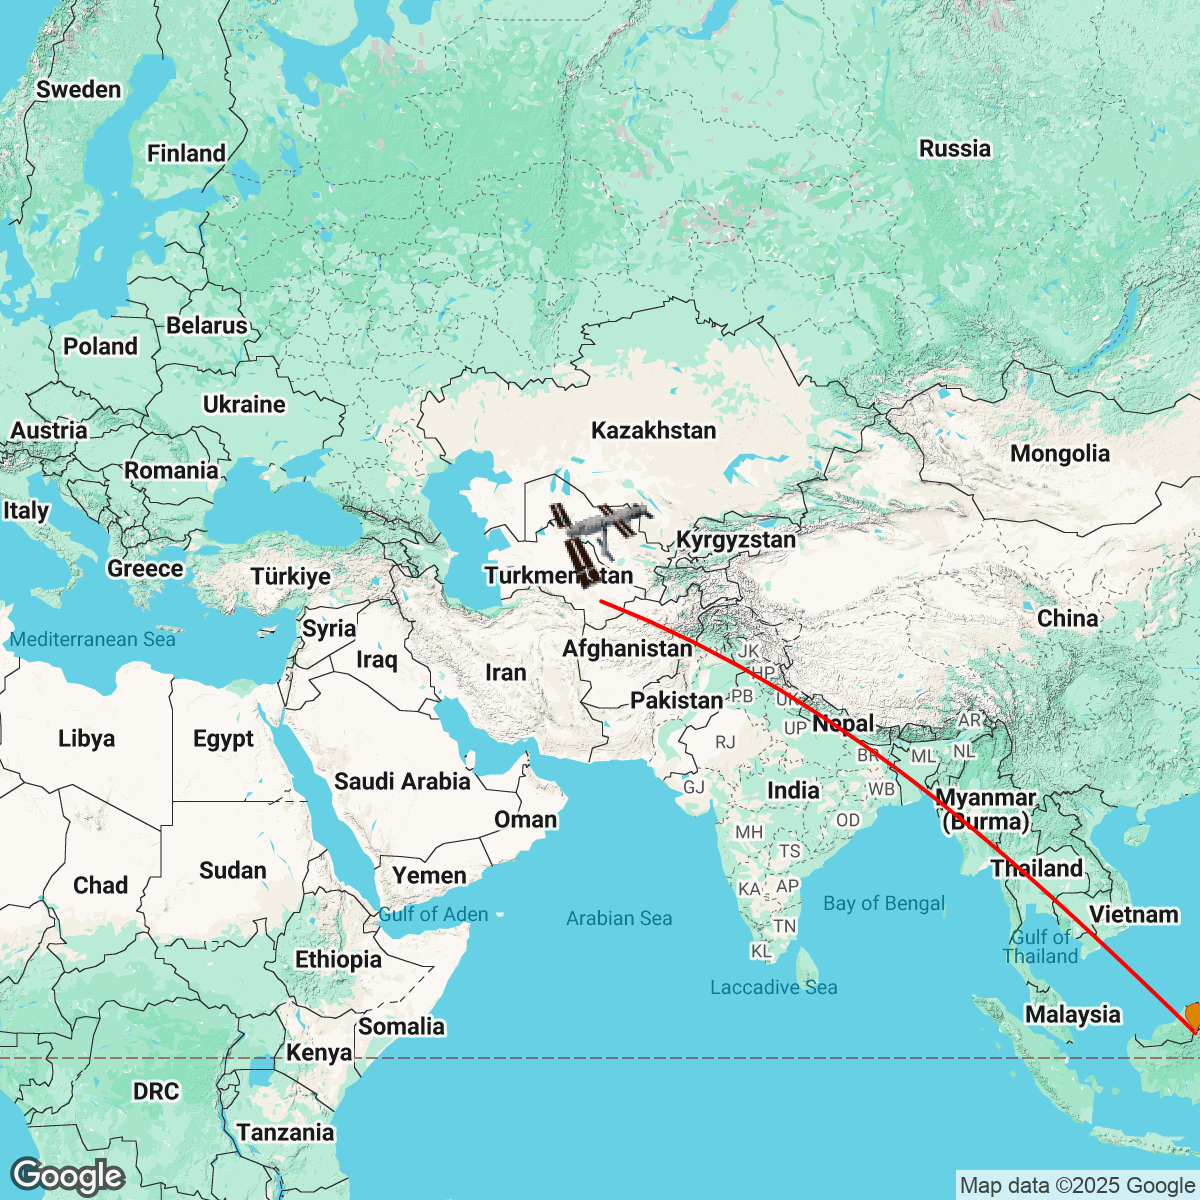 Sweden
Finland
Russia
Belarus
Poland
Ukraine
Austria
Kazakhstan
Romania
Mongolia
Italy
Kyrgyzstan
Greece
Türkiye
Turkmenistan
China
Syria
Mediterranean Sea
Afghanistan
JK
Iraq
Iran
HP
Pakistan
PB
UK
Nepal
AR
UP
Libya
Egypt
RJ
BR
ML
NL
Saudi Arabia
GJ
India
WB
Myanmar
(Burma)
Oman
MH
OD
TS
Sudan
Thailand
Chad
Yemen
KA
AP
Gulf of Aden
Arabian Sea
Bay of Bengal
Vietnam
TN
Gulf of
Thailand
KL
Ethiopia
Laccadive Sea
Malaysia
Somalia
Kenya
DRC
Tanzania
Google
Map data ©2025 Google